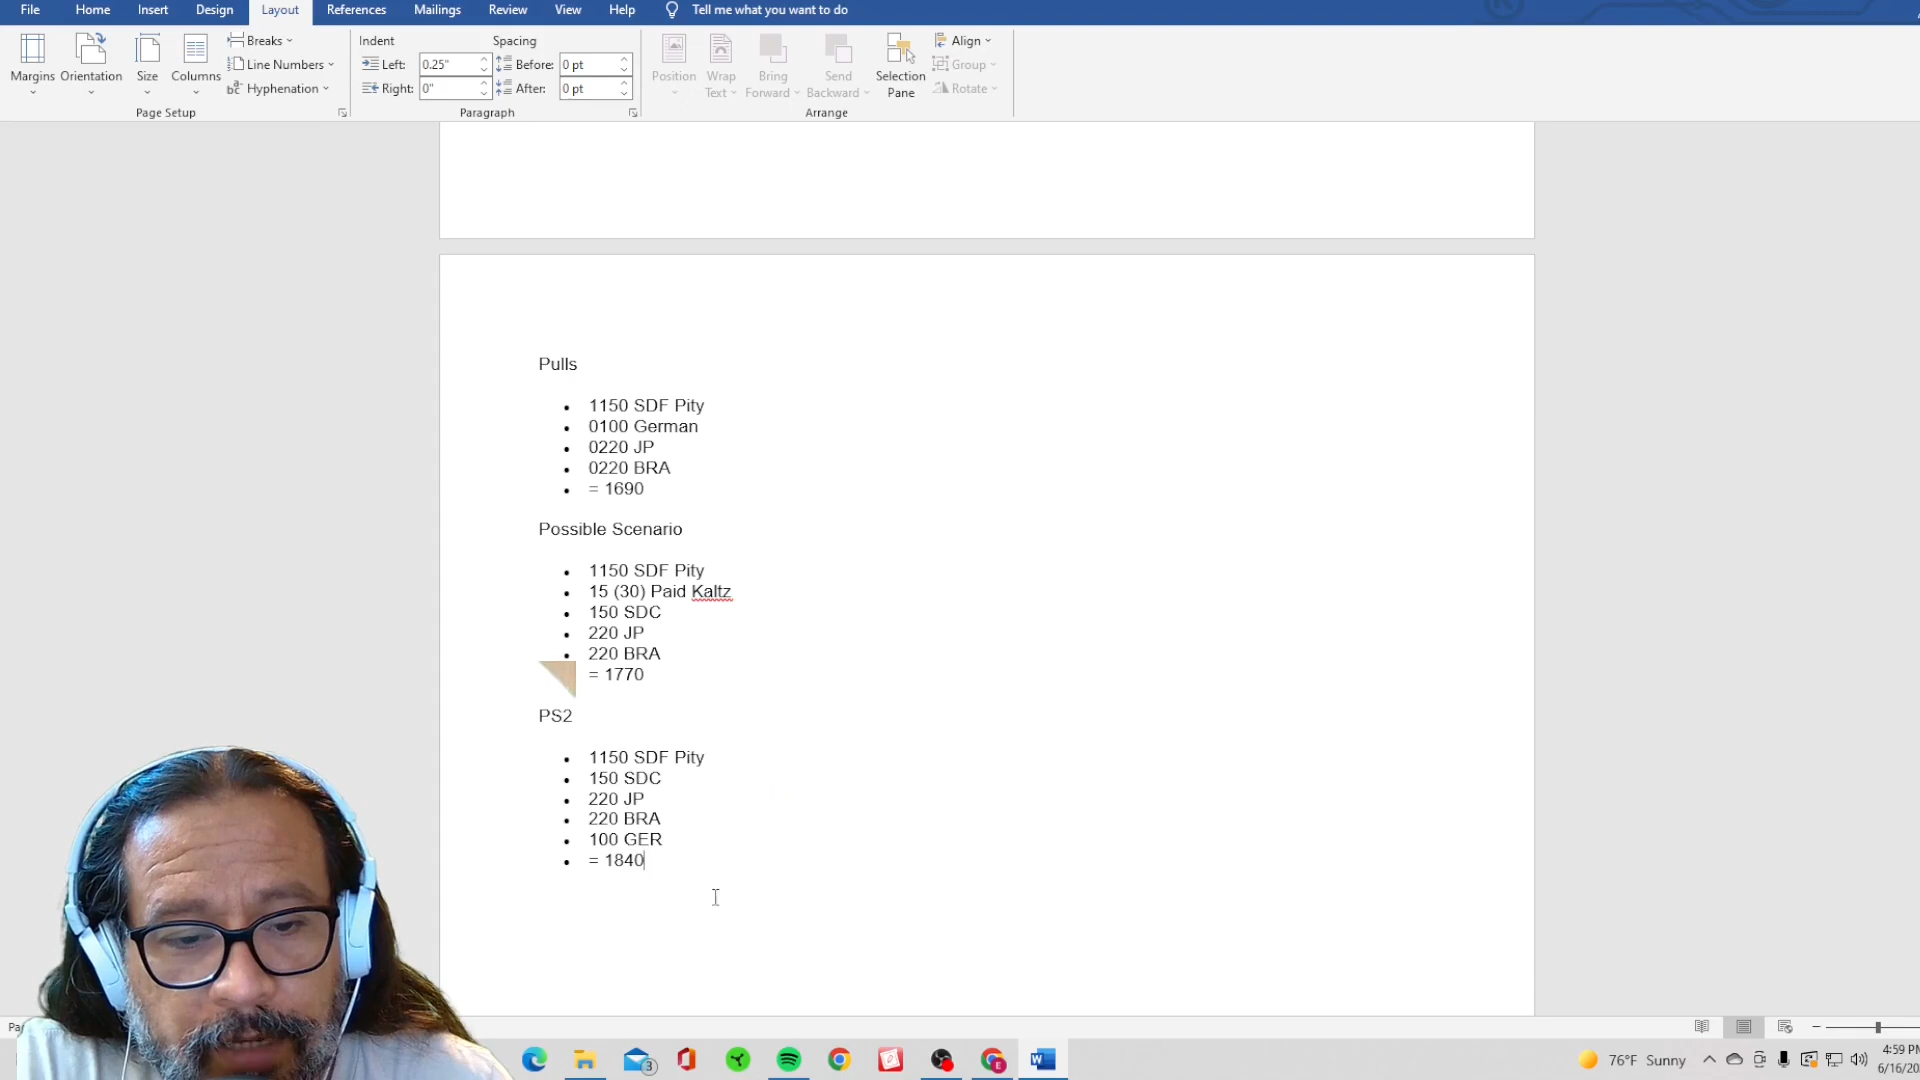 File Home Insert Design Layout References Mailings Review View Help Tell me what you want to do
Margins
Orientation
Size
Columns
Breaks
Line Numbers
Hyphenation
Page Setup
Indent
Left: 0.25"
Right: 0"
Spacing
Before: 0 pt
After: 0 pt
Paragraph
Position
Wrap Text
Bring Forward
Send Backward
Selection Pane
Align
Group
Rotate
Arrange
Pulls
• 1150 SDF Pity
• 0100 German
• 0220 JP
• 0220 BRA
• = 1690
Possible Scenario
• 1150 SDF Pity
• 15 (30) Paid Kaltz
• 150 SDC
• 220 JP
• 220 BRA
= 1770
PS2
• 1150 SDF Pity
• 150 SDC
• 220 JP
• 220 BRA
• 100 GER
• = 1840
3
76°F Sunny
4:59 PM